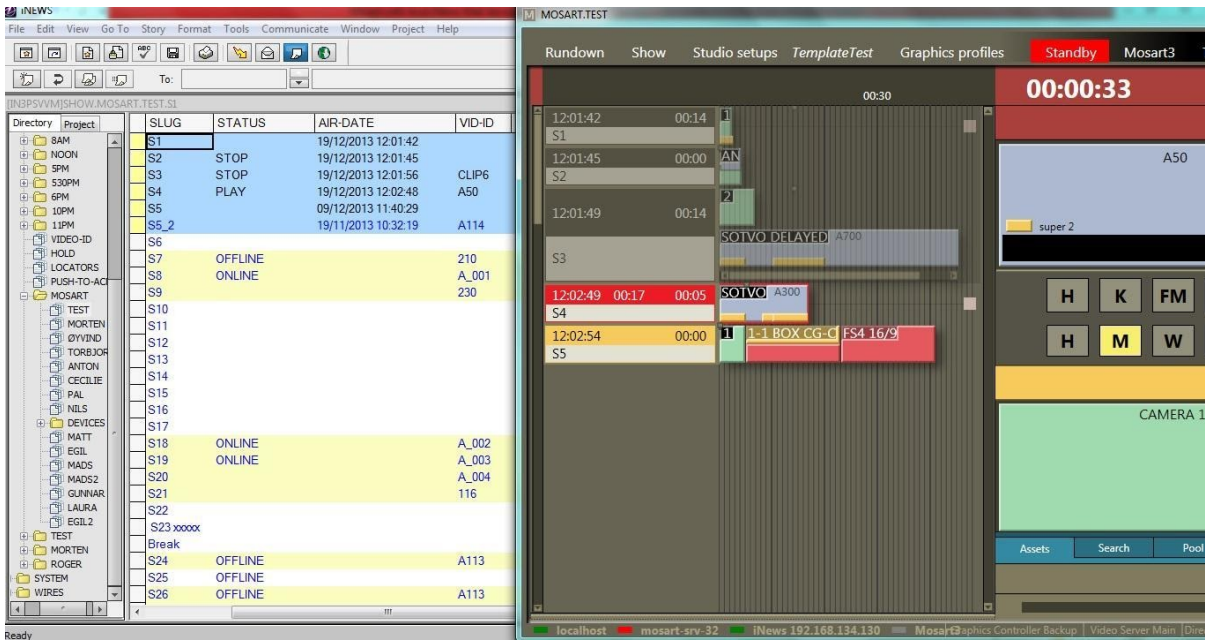 iNEWS
File Edit View Go To Story Format Tools Communicate Window Project Help
To:
[IN3PSVVM]SHOW.MOSART.TEST.S1
Directory Project
8AM
NOON
5PM
530PM
6PM
10PM
11PM
VIDEO-ID
HOLD
LOCATORS
PUSH-TO-ACI
MOSART
TEST
MORTEN
ØYVIND
TORBJOR
ANTON
CECILIE
PAL
NILS
DEVICES
MATT
EGIL
MADS
MADS2
GUNNAR
LAURA
EGIL2
TEST
MORTEN
ROGER
SYSTEM
WIRES
SLUG STATUS AIR-DATE VID-ID
S1 19/12/2013 12:01:42
S2 STOP 19/12/2013 12:01:45
S3 STOP 19/12/2013 12:01:56 CLIP6
S4 PLAY 19/12/2013 12:02:48 A50
S5 09/12/2013 11:40:29
S5_2 19/11/2013 10:32:19 A114
S6
S7 OFFLINE 210
S8 ONLINE A_001
S9 230
S10
S11
S12
S13
S14
S15
S16
S17
S18 ONLINE A_002
S19 ONLINE A_003
S20 A_004
S21 116
S22
S23 xxxxx
Break
S24 OFFLINE A113
S25 OFFLINE
S26 OFFLINE A113
Ready
M MOSART.TEST
Rundown Show Studio setups TemplateTest Graphics profiles Standby Mosart3
00:30
00:00:33
12:01:42 00:14 1
S1
12:01:45 00:00 AN
S2
12:01:49 00:14 2
SOTVO DELAYED A700
S3
12:02:49 00:17 00:05 SOTVO A300
S4
12:02:54 00:00 1 1-1 BOX CG-C FS4 16/9
S5
A50
super 2
H K FM
H M W
CAMERA 1
Assets Search Pool
localhost mosart-srv-32 iNews 192.168.134.130 Mosart3 Graphics Controller Backup Video Server Main Dire